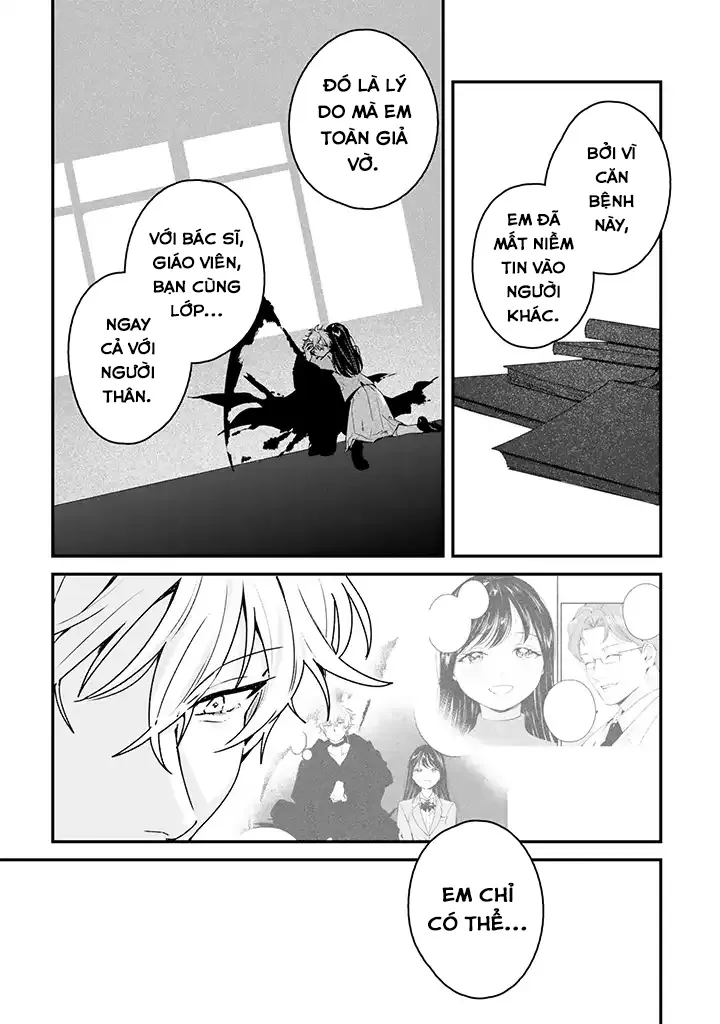 BỞI VÌ
CĂN
BỆNH
NÀY,
EM ĐÃ
MẤT NIỀM
TIN VÀO
NGƯỜI
KHÁC.
ĐÓ LÀ LÝ
DO MÀ EM
TOÀN GIẢ
VỜ.
VỚI BÁC SĨ,
GIÁO VIÊN,
BẠN CÙNG
LỚP...
NGAY
CẢ VỚI
NGƯỜI
THÂN.
EM CHỈ
CÓ THỂ...